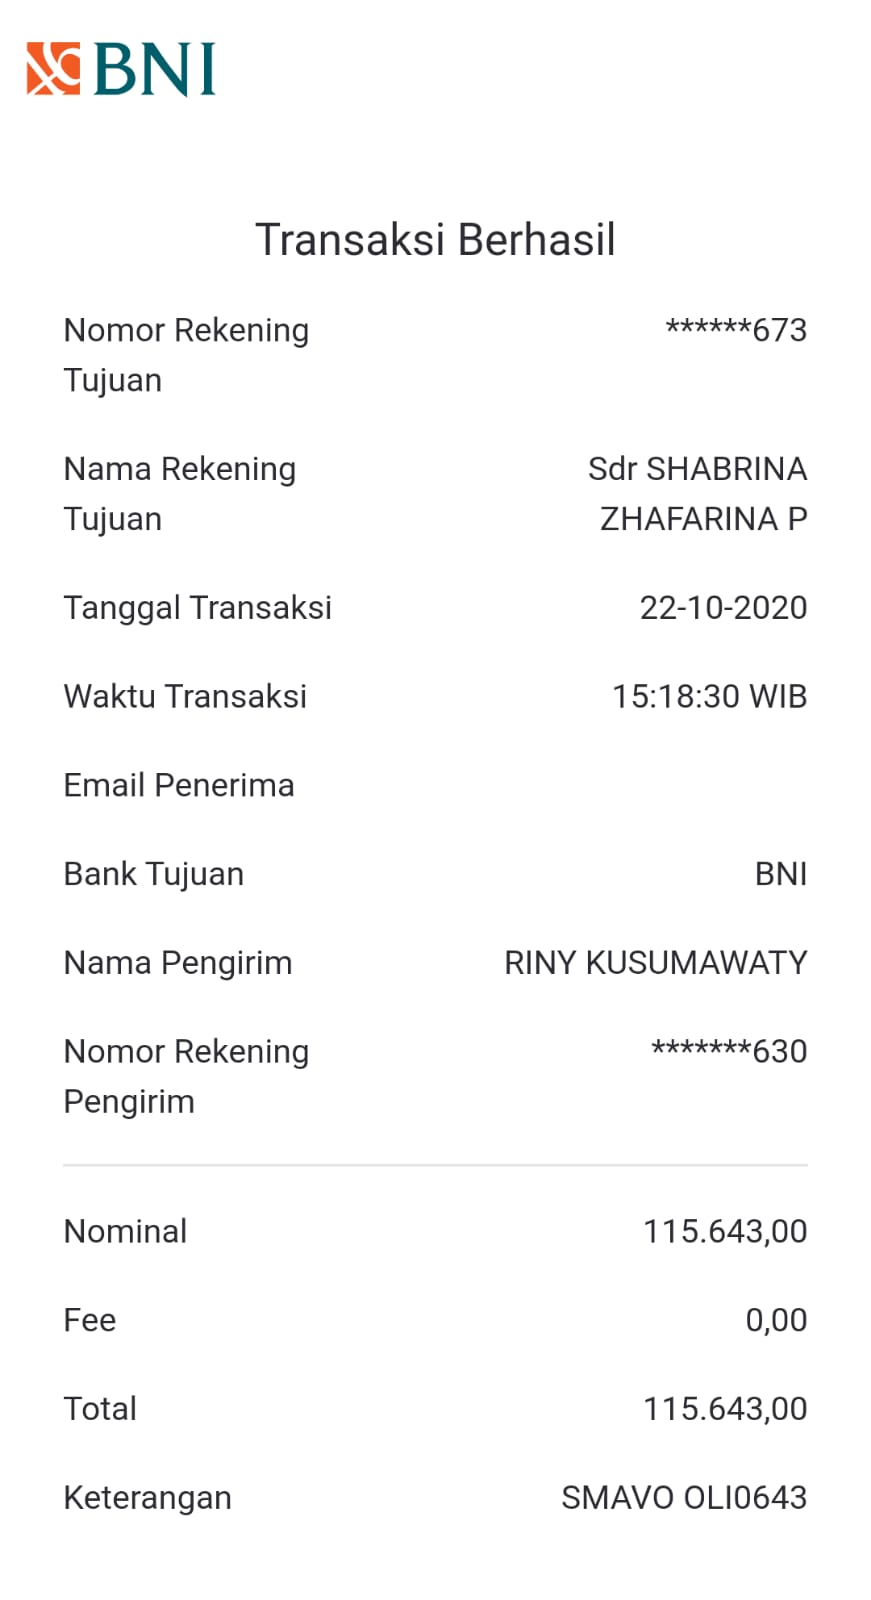 BNI
Transaksi Berhasil
Nomor Rekening Tujuan ******673
Nama Rekening Tujuan Sdr SHABRINA ZHAFARINA P
Tanggal Transaksi 22-10-2020
Waktu Transaksi 15:18:30 WIB
Email Penerima
Bank Tujuan BNI
Nama Pengirim RINY KUSUMAWATY
Nomor Rekening Pengirim *******630
Nominal 115.643,00
Fee 0,00
Total 115.643,00
Keterangan SMAVO OLI0643